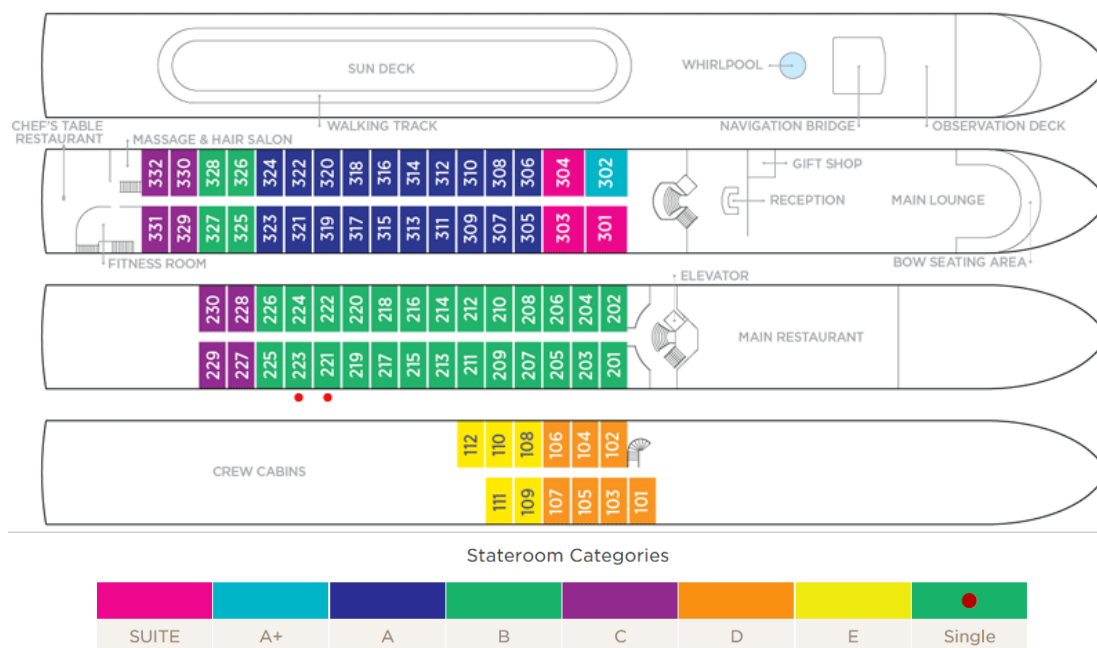 SUN DECK
WHIRLPOOL
CHEF'S TABLE
RESTAURANT
MASSAGE & HAIR SALON
WALKING TRACK
NAVIGATION BRIDGE
OBSERVATION DECK
332 330 328 326 324 322 320 318 316 314 312 310 308 306 304 302
GIFT SHOP
RECEPTION
MAIN LOUNGE
331 329 327 325 323 321 319 317 315 313 311 309 307 305 303 301
FITNESS ROOM
BOW SEATING AREA
ELEVATOR
230 228 226 224 222 220 218 216 214 212 210 208 206 204 202
MAIN RESTAURANT
229 227 225 223 221 219 217 215 213 211 209 207 205 203 201
112 110 108 106 104 102
CREW CABINS
111 109 107 105 103 101
Stateroom Categories
SUITE A+ A B C D E Single